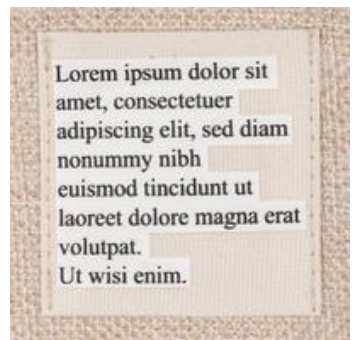 Lorem ipsum dolor sit
amet, consectetuer
adipiscing elit, sed diam
nonummy nibh
euismod tincidunt ut
laoreet dolore magna erat
volutpat.
Ut wisi enim.